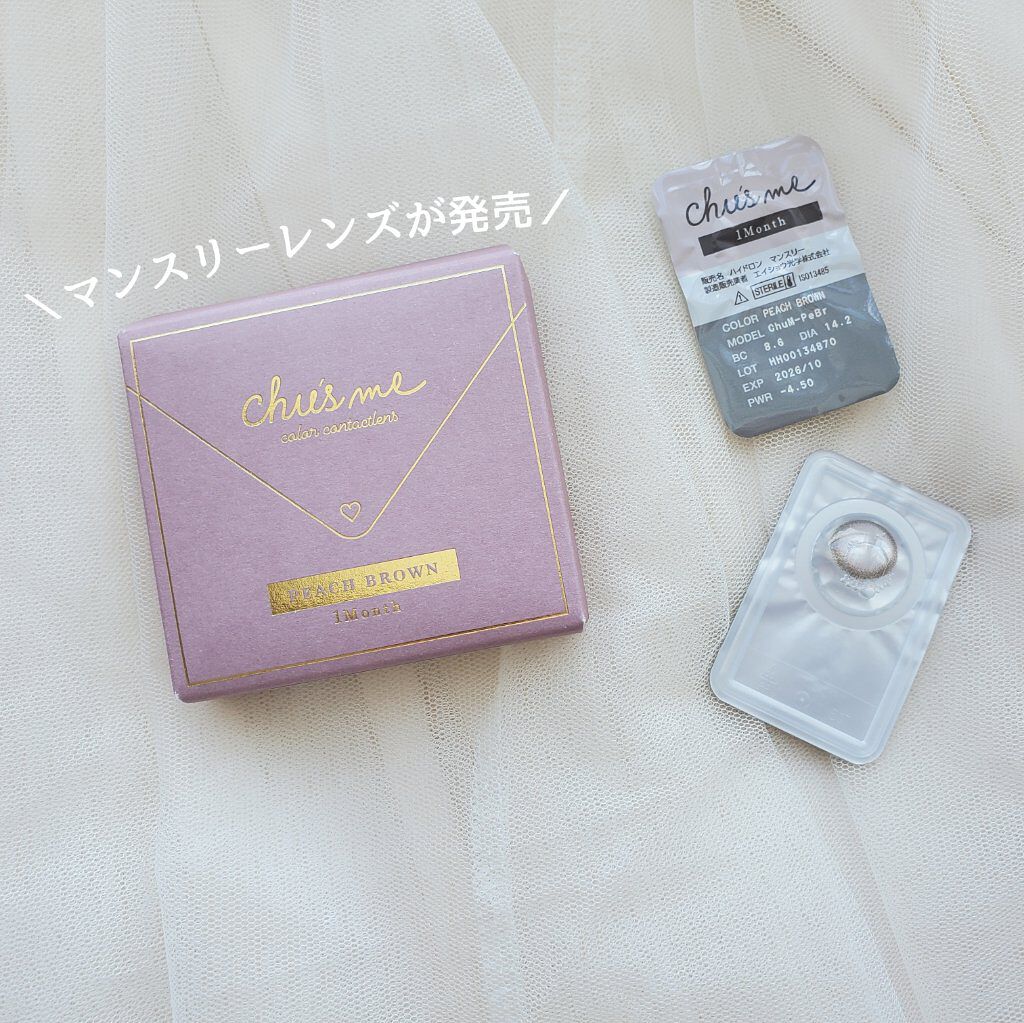 \マンスリーレンズが発売/
chu's me
color contactlens
PEACH BROWN
1Month
chu's me
1Month
販売名 ハイドロン マンスリー
製造販売業者 エイショウ光学株式会社
STERILE ISO13485
COLOR PEACH BROWN
MODEL ChuM-PeBr
BC 8.6 DIA 14.2
LOT HH00134870
EXP 2026/10
PWR -4.50